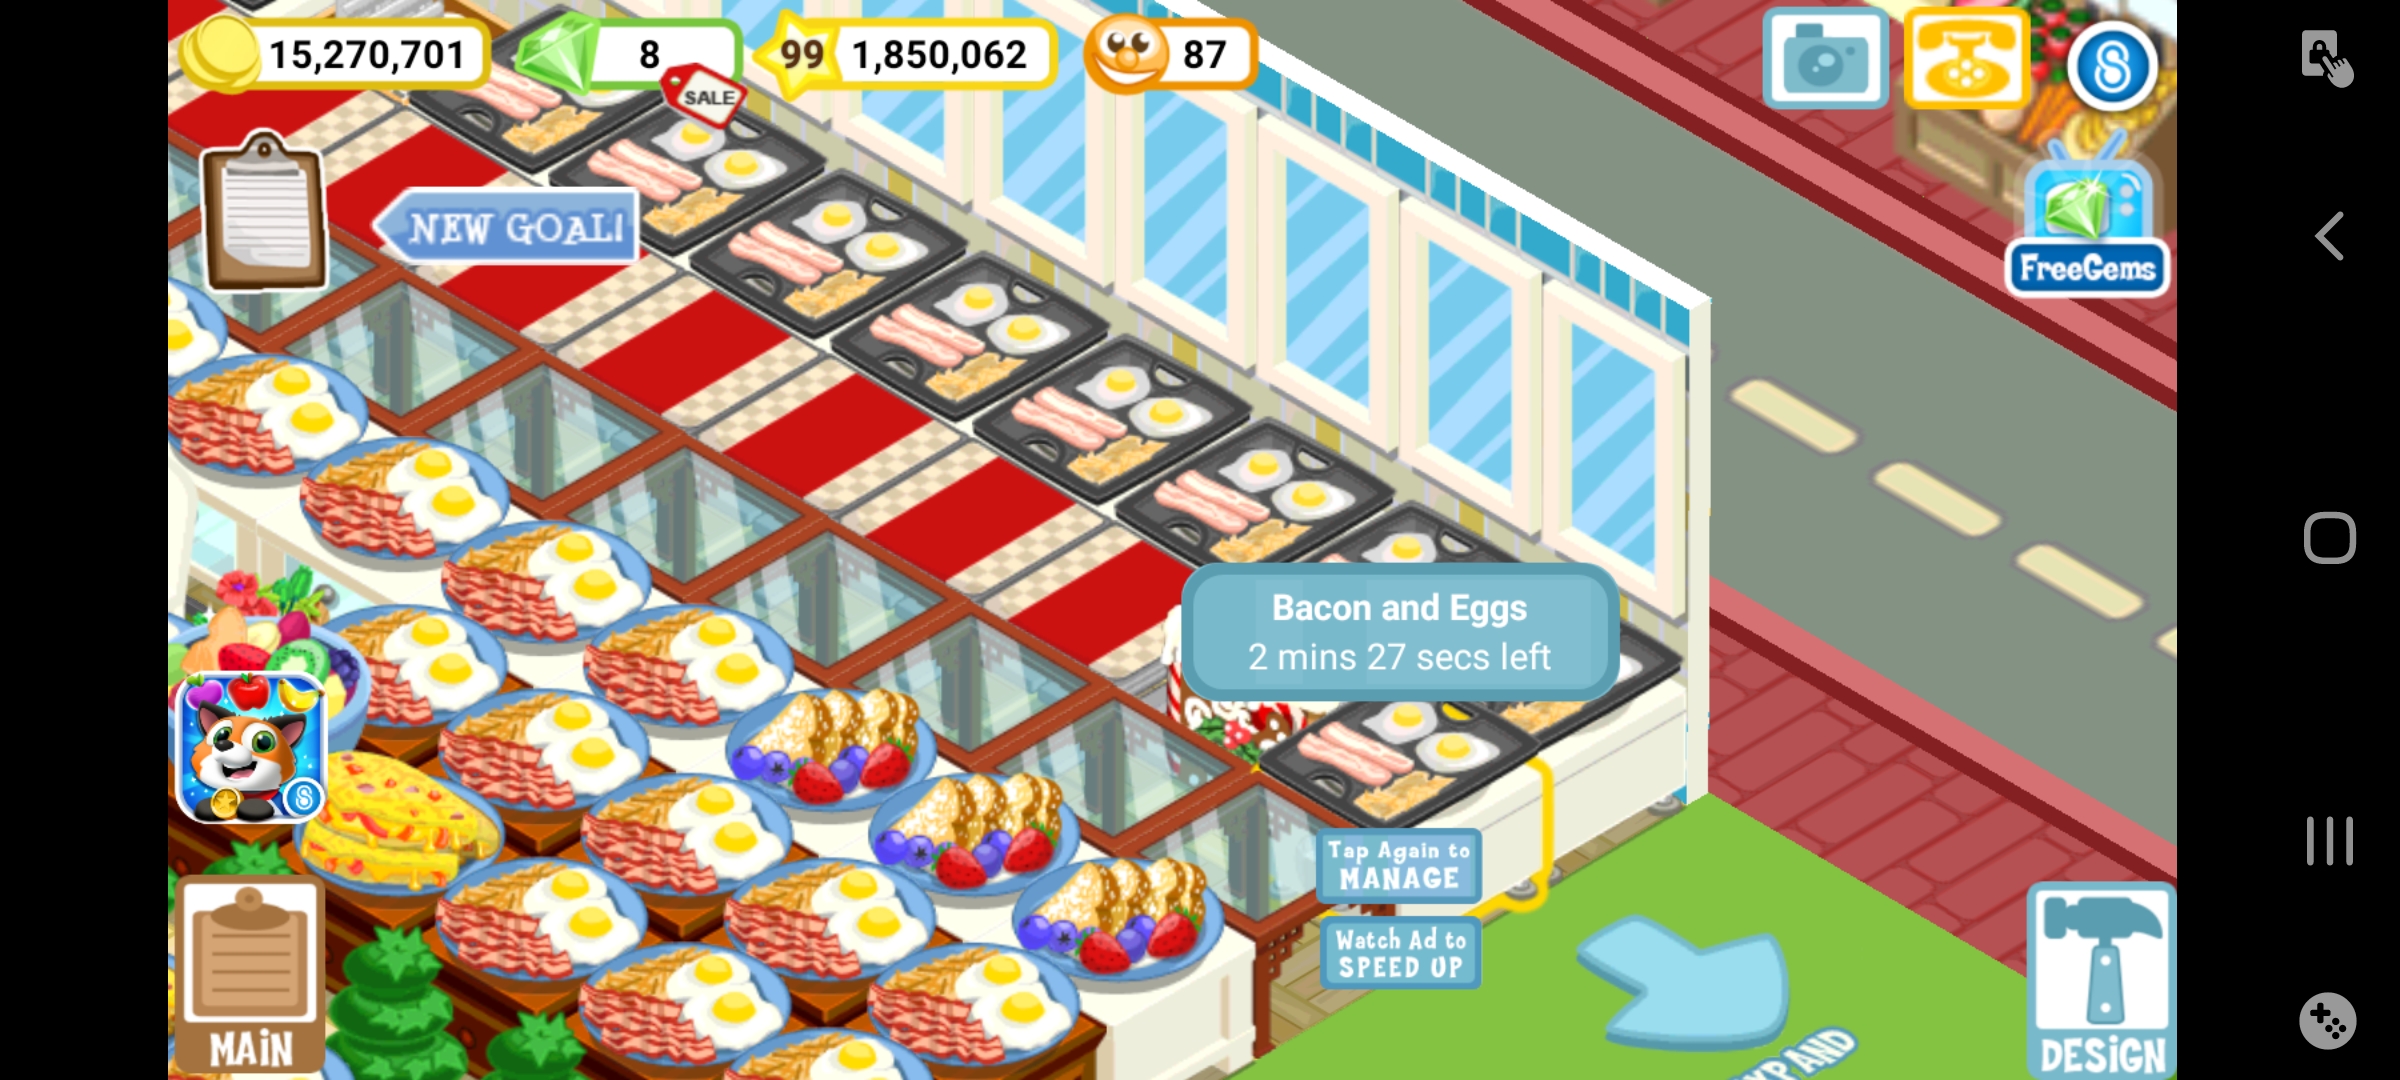 15,270,701
8
99 1,850,062
87
SALE
NEW GOAL!
FreeGems
Bacon and Eggs
2 mins 27 secs left
Tap Again to
MANAGE
Watch Ad to
SPEED UP
MAIN
DESIGN